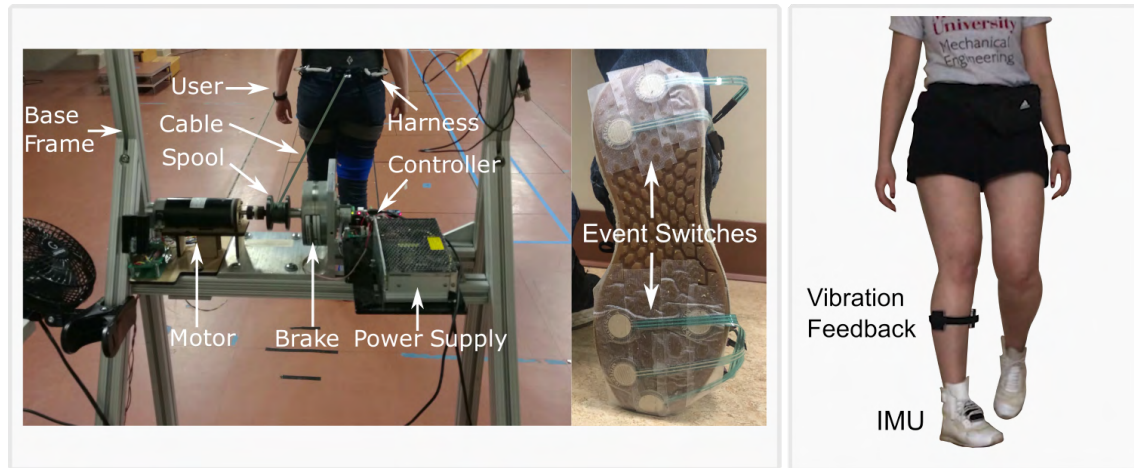 User
Base
Frame
Cable
Spool
Harness
Controller
Motor
Brake
Power Supply
Event Switches
University
Mechanical
Engineering
Vibration
Feedback
IMU